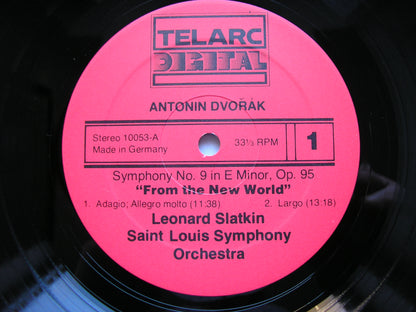 TELARC
DIGITAL
ANTONIN DVOŘÁK
Stereo 10053-A
Made in Germany
33⅓ RPM
1
Symphony No. 9 in E Minor, Op. 95
"From the New World"
1. Adagio; Allegro molto (11:38) 2. Largo (13:18)
Leonard Slatkin
Saint Louis Symphony
Orchestra